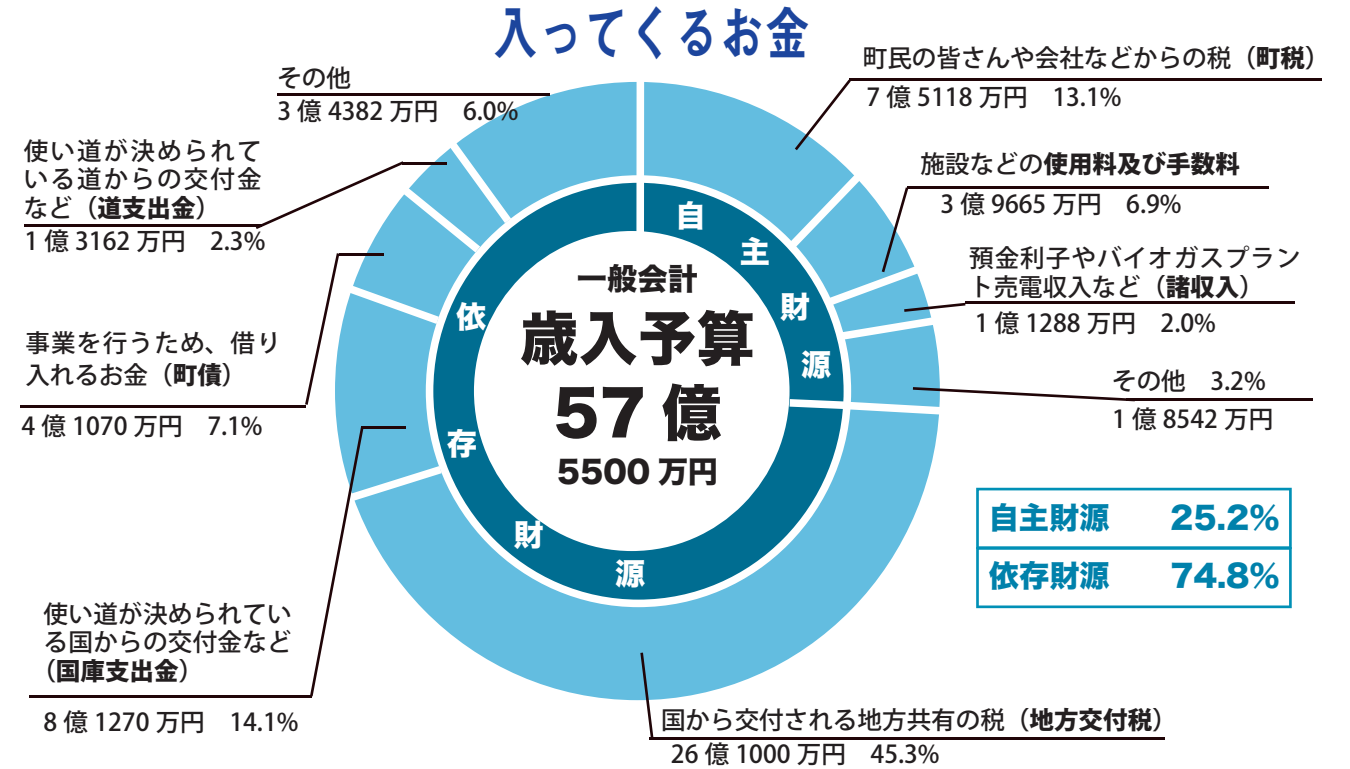 入ってくるお金
町民の皆さんや会社などからの税（町税）
7 億 5118 万円　13.1%
施設などの使用料及び手数料
3 億 9665 万円　6.9%
預金利子やバイオガスプラン
ト売電収入など（諸収入）
1 億 1288 万円　2.0%
その他　3.2%
1 億 8542 万円
国から交付される地方共有の税（地方交付税）
26 億 1000 万円　45.3%
使い道が決められてい
る国からの交付金など
（国庫支出金）
8 億 1270 万円　14.1%
事業を行うため、借り
入れるお金（町債）
4 億 1070 万円　7.1%
使い道が決められて
いる道からの交付金
など（道支出金）
1 億 3162 万円　2.3%
その他
3 億 4382 万円　6.0%
自主財源
依存財源
一般会計
歳入予算
57 億
5500 万円
自主財源　25.2%
依存財源　74.8%